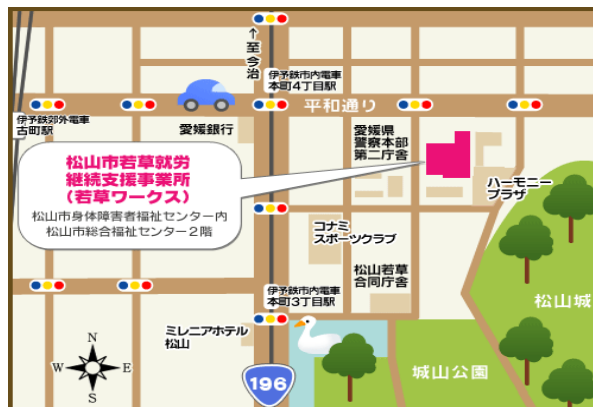 ↑至今治
伊予鉄市内電車
本町4丁目駅
平和通り
伊予鉄郊外電車
古町駅
愛媛銀行
愛媛県
警察本部
第二庁舎
松山市若草就労
継続支援事業所
（若草ワークス）
松山市身体障害者福祉センター内
松山市総合福祉センター２階
ハーモニー
プラザ
コナミ
スポーツクラブ
松山若草
合同庁舎
伊予鉄市内電車
本町3丁目駅
松山城
ミレニアホテル
松山
城山公園
N
W
E
S
196